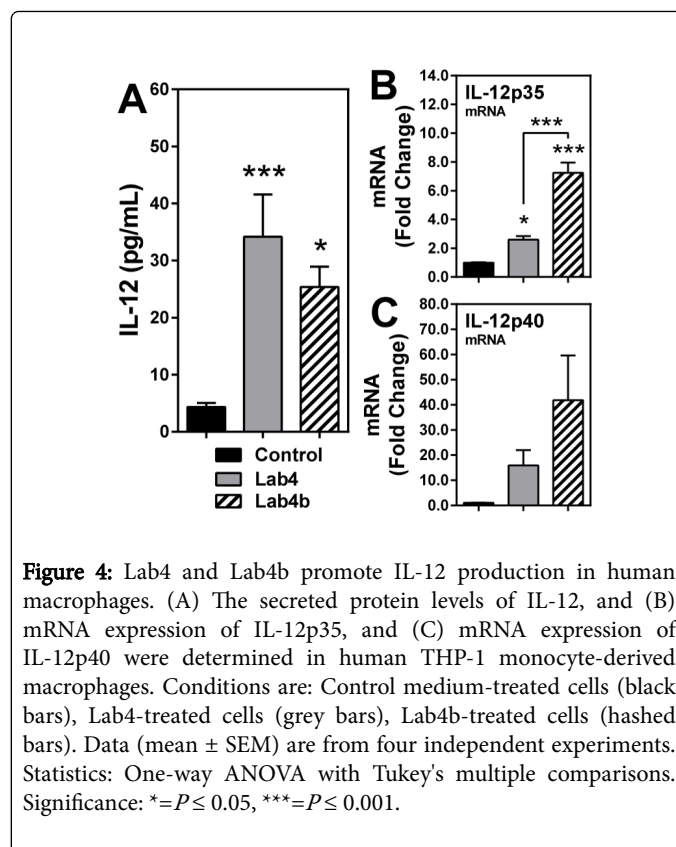 A
IL-12 (pg/mL)
60
50
40
30
20
10
0
***
*
Control
Lab4
Lab4b
B
mRNA
(Fold Change)
14.0
12.0
10.0
8.0
6.0
4.0
2.0
0.0
IL-12p35
mRNA
***
***
*
C
mRNA
(Fold Change)
80.0
70.0
60.0
50.0
40.0
30.0
20.0
10.0
0.0
IL-12p40
mRNA
Figure 4: Lab4 and Lab4b promote IL-12 production in human
macrophages. (A) The secreted protein levels of IL-12, and (B)
mRNA expression of IL-12p35, and (C) mRNA expression of
IL-12p40 were determined in human THP-1 monocyte-derived
macrophages. Conditions are: Control medium-treated cells (black
bars), Lab4-treated cells (grey bars), Lab4b-treated cells (hashed
bars). Data (mean ± SEM) are from four independent experiments.
Statistics: One-way ANOVA with Tukey's multiple comparisons.
Significance: *=P ≤ 0.05, ***=P ≤ 0.001.